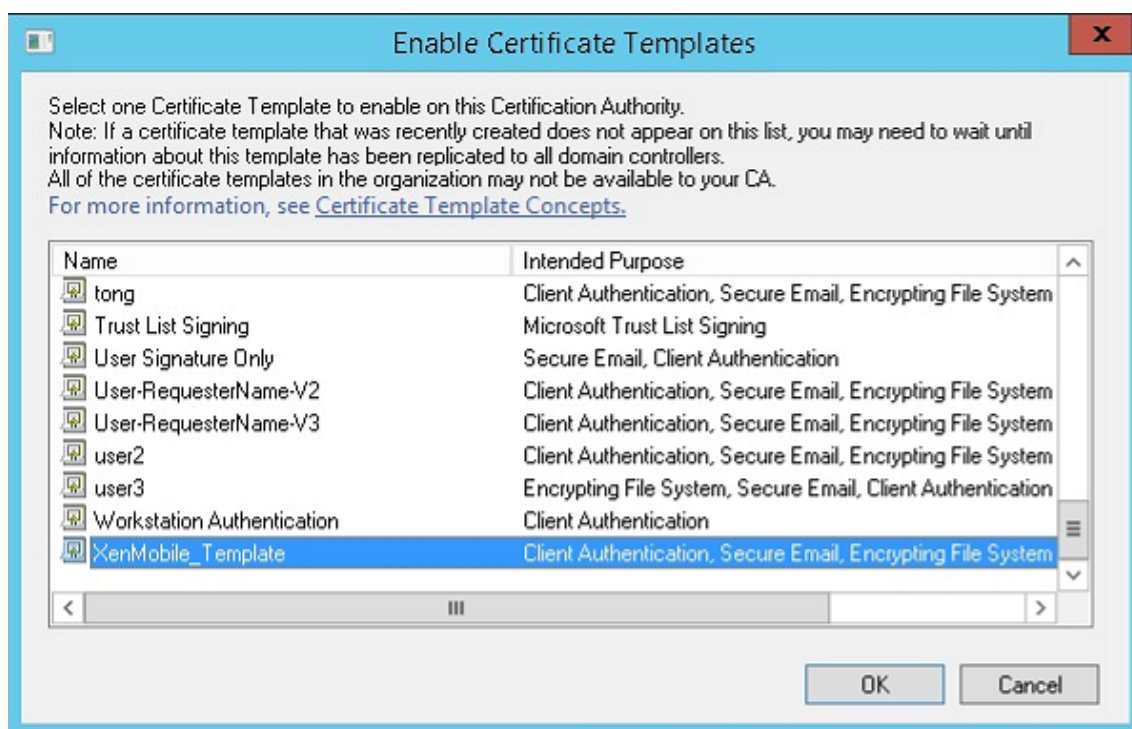 Enable Certificate Templates
x
Select one Certificate Template to enable on this Certification Authority.
Note: If a certificate template that was recently created does not appear on this list, you may need to wait until
information about this template has been replicated to all domain controllers.
All of the certificate templates in the organization may not be available to your CA.
For more information, see Certificate Template Concepts.
Name Intended Purpose
tong Client Authentication, Secure Email, Encrypting File System
Trust List Signing Microsoft Trust List Signing
User Signature Only Secure Email, Client Authentication
User-RequesterName-V2 Client Authentication, Secure Email, Encrypting File System
User-RequesterName-V3 Client Authentication, Secure Email, Encrypting File System
user2 Client Authentication, Secure Email, Encrypting File System
user3 Encrypting File System, Secure Email, Client Authentication
Workstation Authentication Client Authentication
XenMobile_Template Client Authentication, Secure Email, Encrypting File System
OK Cancel